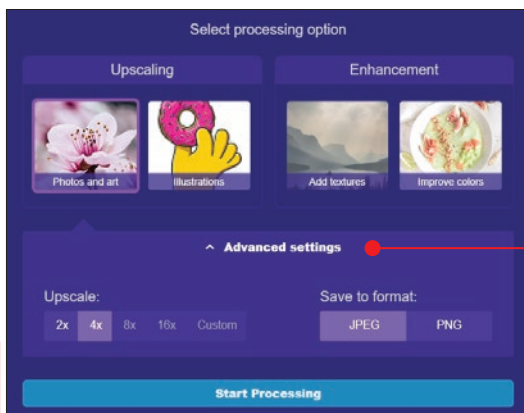 Select processing option
Upscaling Enhancement
Photos and art Illustrations Add textures Improve colors
Advanced settings
Upscale: Save to format:
2x 4x 8x 16x Custom JPEG PNG
Start Processing